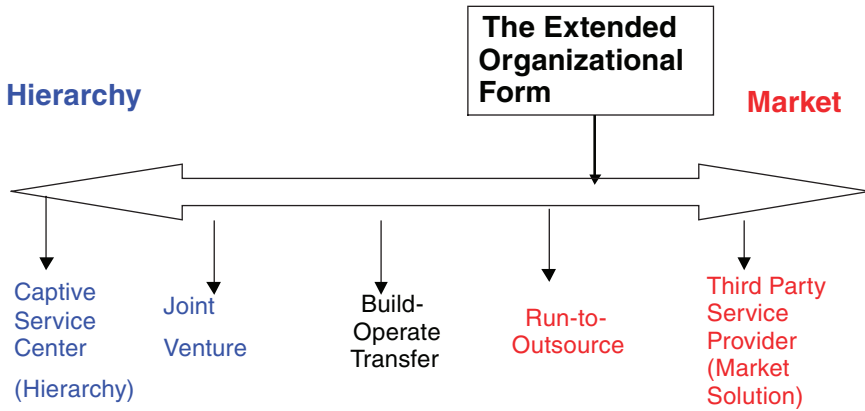 The Extended
Organizational
Form
Hierarchy
Market
Captive
Service
Center
(Hierarchy)
Joint
Venture
Build-
Operate
Transfer
Run-to-
Outsource
Third Party
Service
Provider
(Market
Solution)